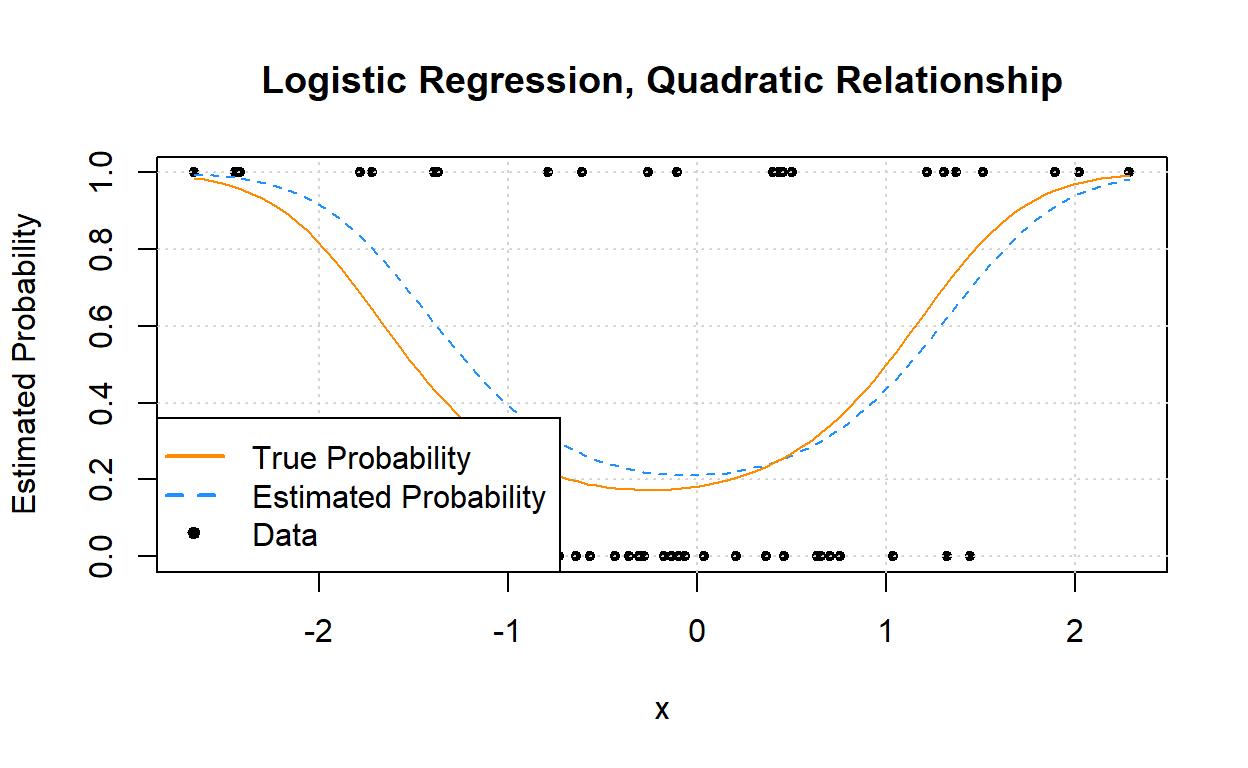 Logistic Regression, Quadratic Relationship
Estimated Probability
1.0
0.8
0.6
0.4
0.2
0.0
True Probability
Estimated Probability
Data
-2 -1 0 1 2
x